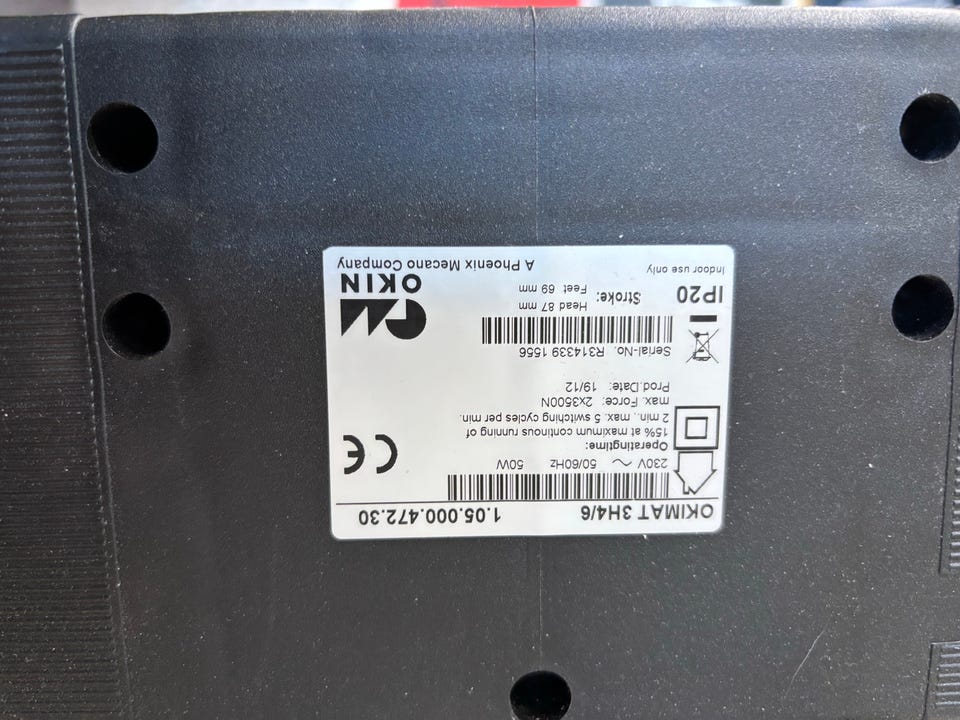 OKIMAT 3H4/6 1.05.000.472.30
230V ~ 50/60Hz 50W
Operatingtime:
15% at maximum continous running of
2 min., max. 5 switching cycles per min.
max. Force: 2x3500N
Prod.Date: 19/12
CE
Serial-No. R314339 1556
IP20
Stroke: Head 87 mm
Feet 69 mm
Indoor use only
OKIN
A Phoenix Mecano Company